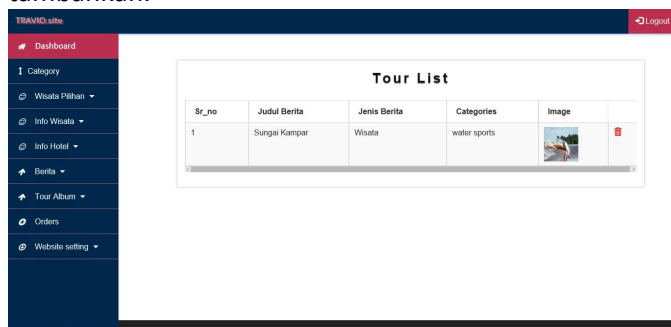 TRAVID.site
Logout
Dashboard
Category
Tour List
Wisata Pilihan
Sr_no Judul Berita Jenis Berita Categories Image
Info Wisata
1 Sungai Kampar Wisata water sports
Info Hotel
Berita
Tour Album
Orders
Website setting